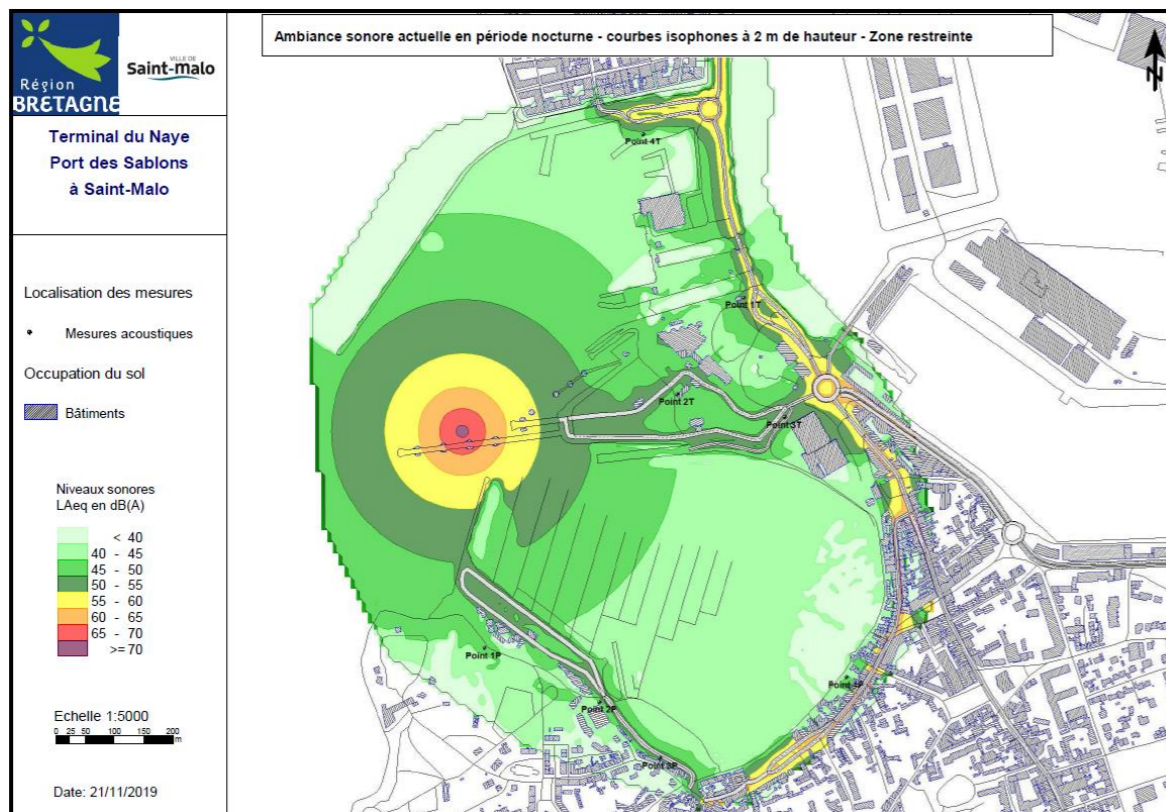 Région
BRETAGNE
VILLE DE
Saint-malo
Ambiance sonore actuelle en période nocturne - courbes isophones à 2 m de hauteur - Zone restreinte
N
Terminal du Naye
Port des Sablons
à Saint-Malo
Localisation des mesures
Mesures acoustiques
Occupation du sol
Bâtiments
Niveaux sonores
LAeq en dB(A)
< 40
40 - 45
45 - 50
50 - 55
55 - 60
60 - 65
65 - 70
>= 70
Echelle 1:5000
0 25 50 100 150 200
m
Date: 21/11/2019
Point 4T
Point 1T
Point 2T
Point 3T
Point 1P
Point 2P
Point 3P
Point 4P